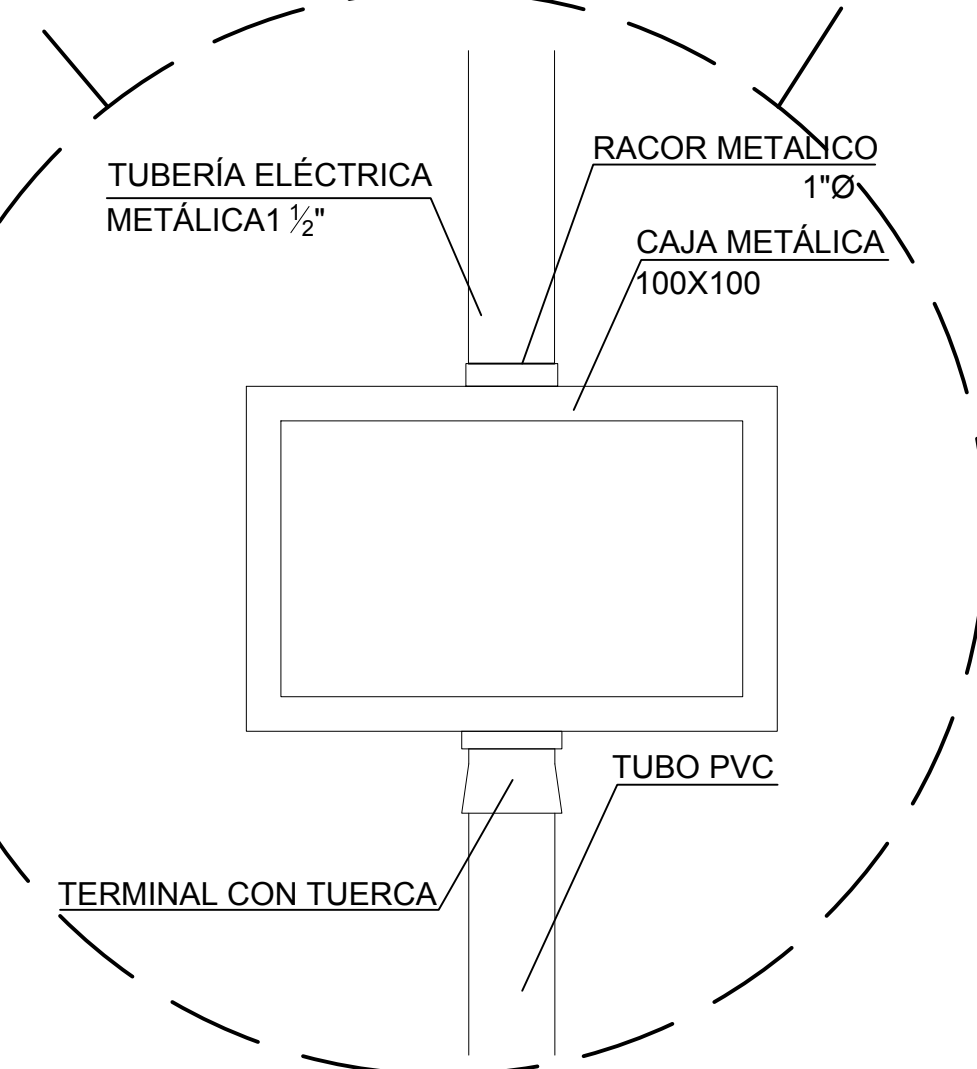 TUBERÍA ELÉCTRICA
METÁLICA1 ½"
RACOR METALICO
1"Ø
CAJA METÁLICA
100X100
TUBO PVC
TERMINAL CON TUERCA